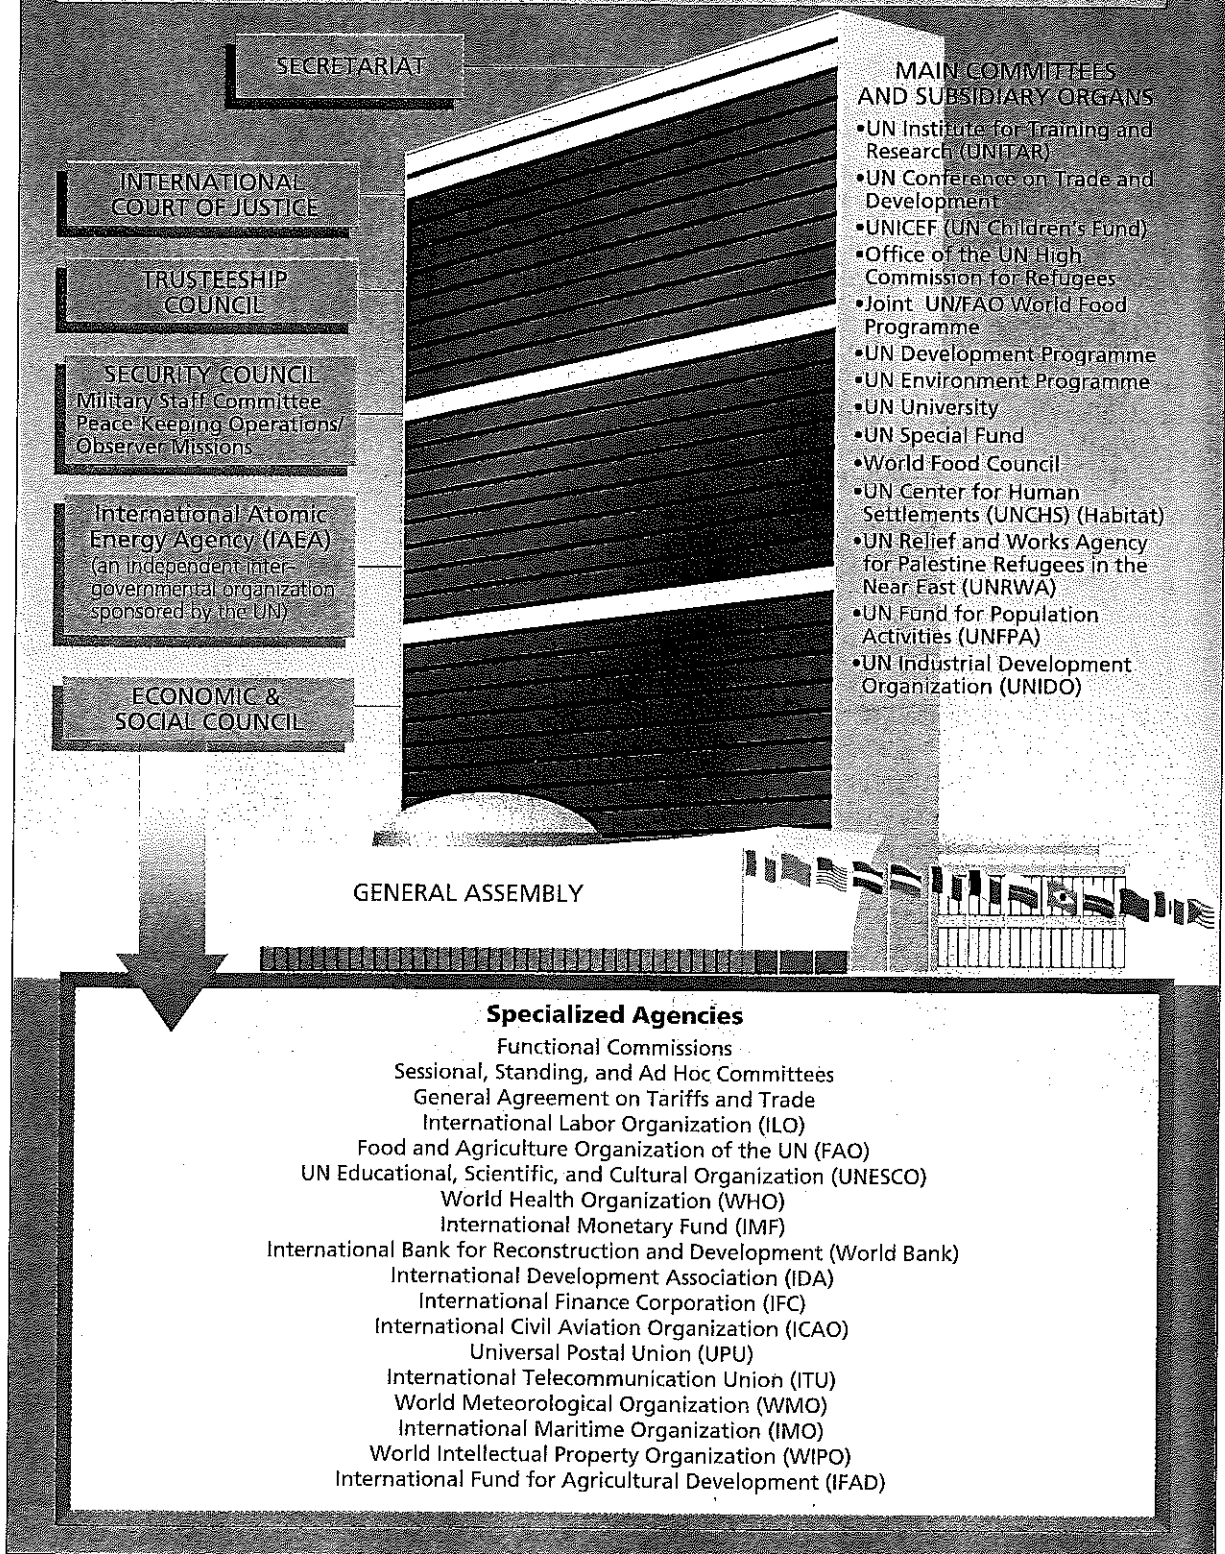 SECRETARIAT
INTERNATIONAL
COURT OF JUSTICE
TRUSTEESHIP
COUNCIL
SECURITY COUNCIL
Military Staff Committee
Peace-Keeping Operations/
Observer Missions
International Atomic
Energy Agency (IAEA)
(an independent inter-
governmental organization
sponsored by the UN)
ECONOMIC &
SOCIAL COUNCIL
MAIN COMMITTEES
AND SUBSIDIARY ORGANS
•UN Institute for Training and
Research (UNITAR)
•UN Conference on Trade and
Development
•UNICEF (UN Children's Fund)
•Office of the UN High
Commission for Refugees
•Joint UN/FAO World Food
Programme
•UN Development Programme
•UN Environment Programme
•UN University
•UN Special Fund
•World Food Council
•UN Center for Human
Settlements (UNCHS) (Habitat)
•UN Relief and Works Agency
for Palestine Refugees in the
Near East (UNRWA)
•UN Fund for Population
Activities (UNFPA)
•UN Industrial Development
Organization (UNIDO)
GENERAL ASSEMBLY
Specialized Agencies
Functional Commissions
Sessional, Standing, and Ad Hoc Committees
General Agreement on Tariffs and Trade
International Labor Organization (ILO)
Food and Agriculture Organization of the UN (FAO)
UN Educational, Scientific, and Cultural Organization (UNESCO)
World Health Organization (WHO)
International Monetary Fund (IMF)
International Bank for Reconstruction and Development (World Bank)
International Development Association (IDA)
International Finance Corporation (IFC)
International Civil Aviation Organization (ICAO)
Universal Postal Union (UPU)
International Telecommunication Union (ITU)
World Meteorological Organization (WMO)
International Maritime Organization (IMO)
World Intellectual Property Organization (WIPO)
International Fund for Agricultural Development (IFAD)